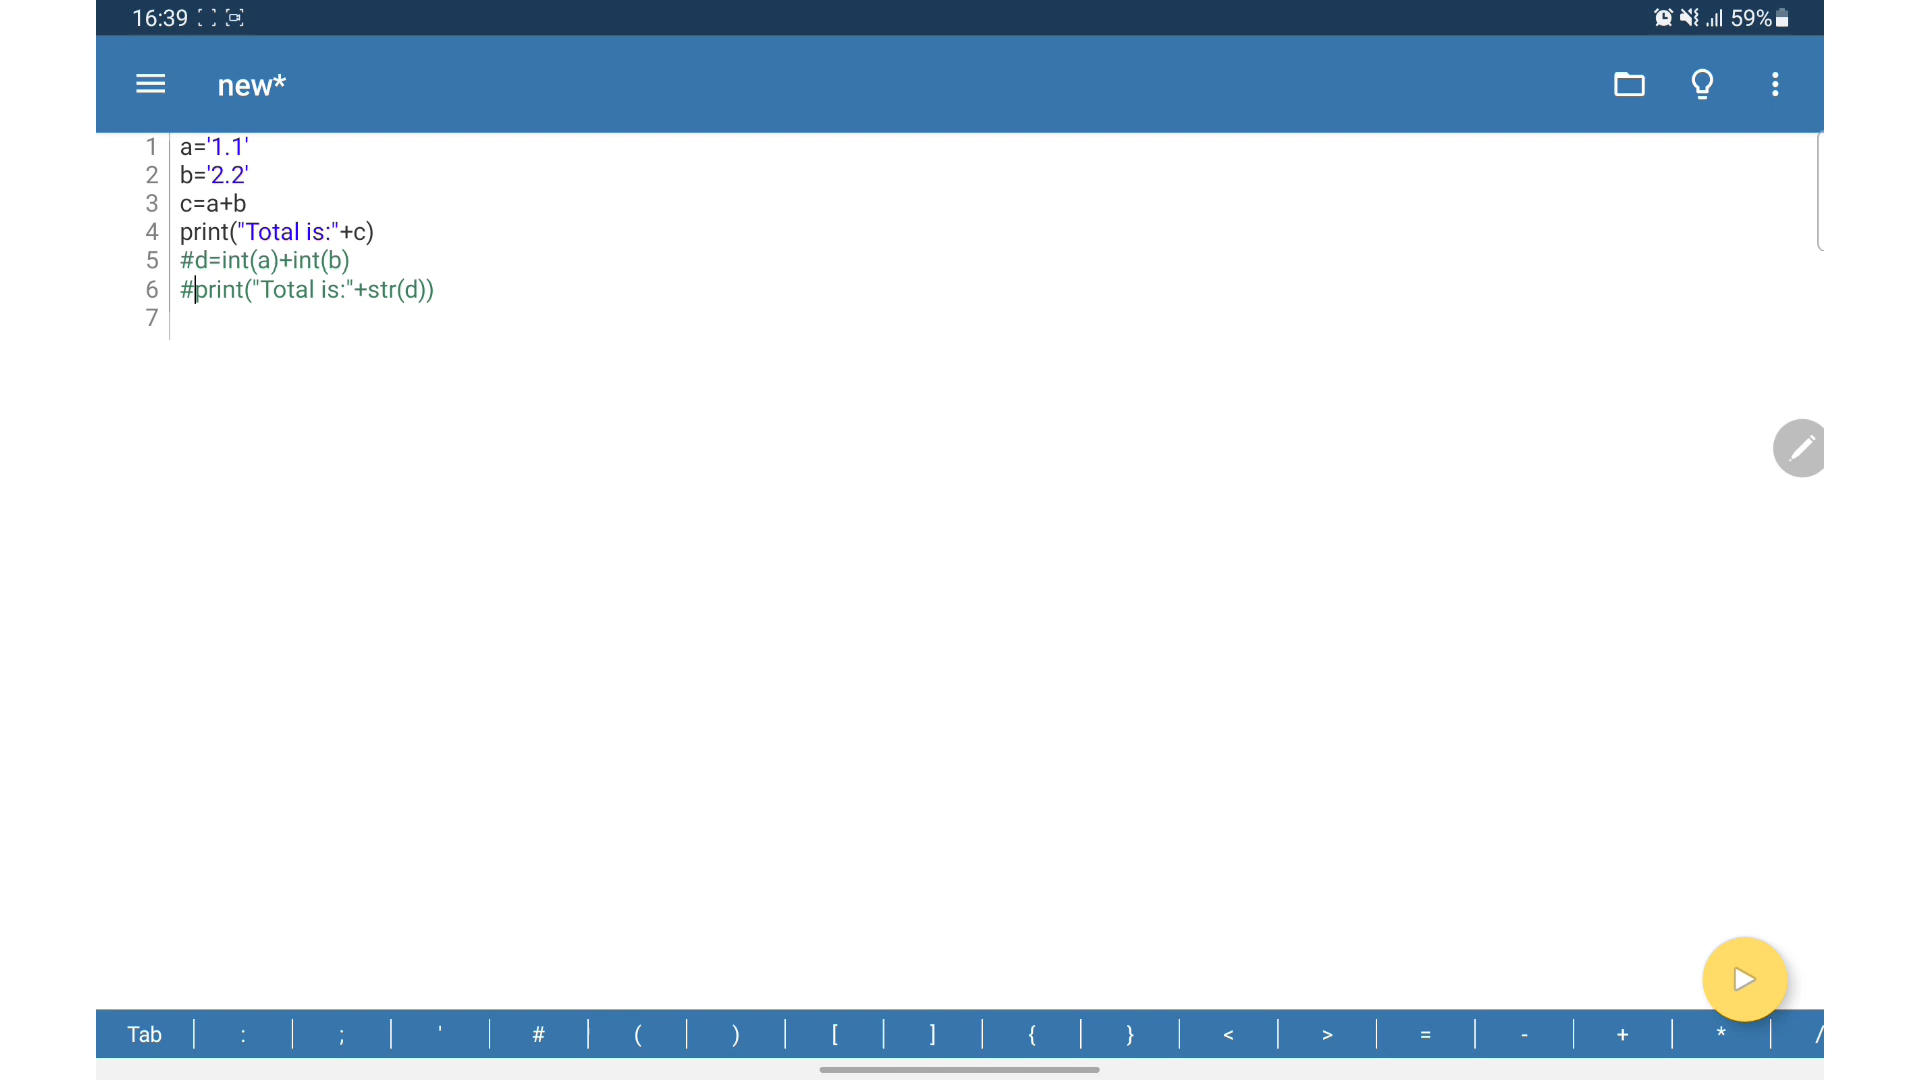 16:39 59%
new*
1 a='1.1'
2 b='2.2'
3 c=a+b
4 print("Total is:"+c)
5 #d=int(a)+int(b)
6 #print("Total is:"+str(d))
7
Tab : ; ' # ( ) [ ] { } < > = - + * /